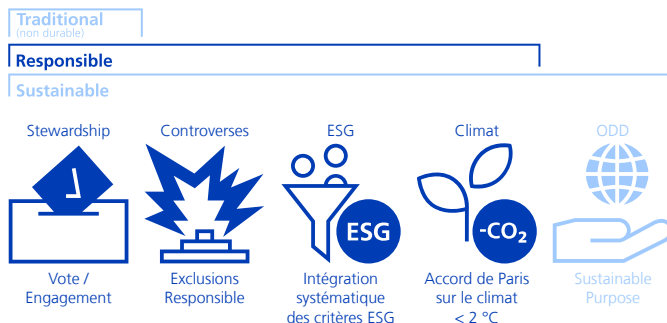 Traditional
(non durable)
Responsible
Sustainable
Stewardship
Controverses
ESG
Climat
ODD
ESG
-CO₂
Vote /
Engagement
Exclusions
Responsible
Intégration
systématique
des critères ESG
Accord de Paris
sur le climat
< 2 °C
Sustainable
Purpose